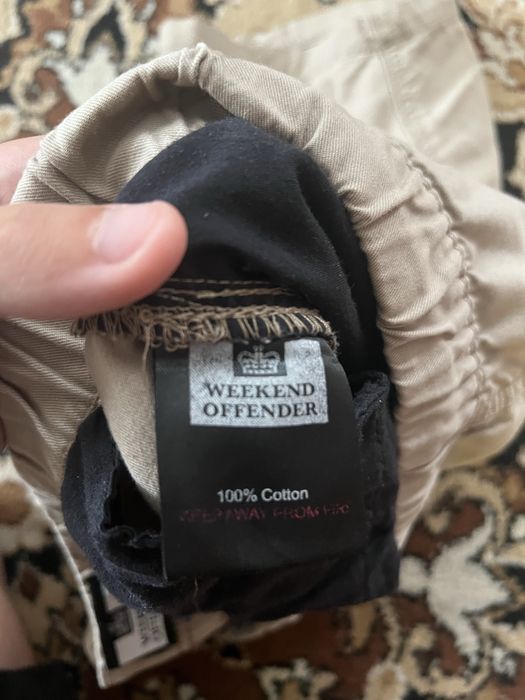 WEEKEND
OFFENDER
100% Cotton
KEEP AWAY FROM FIRE